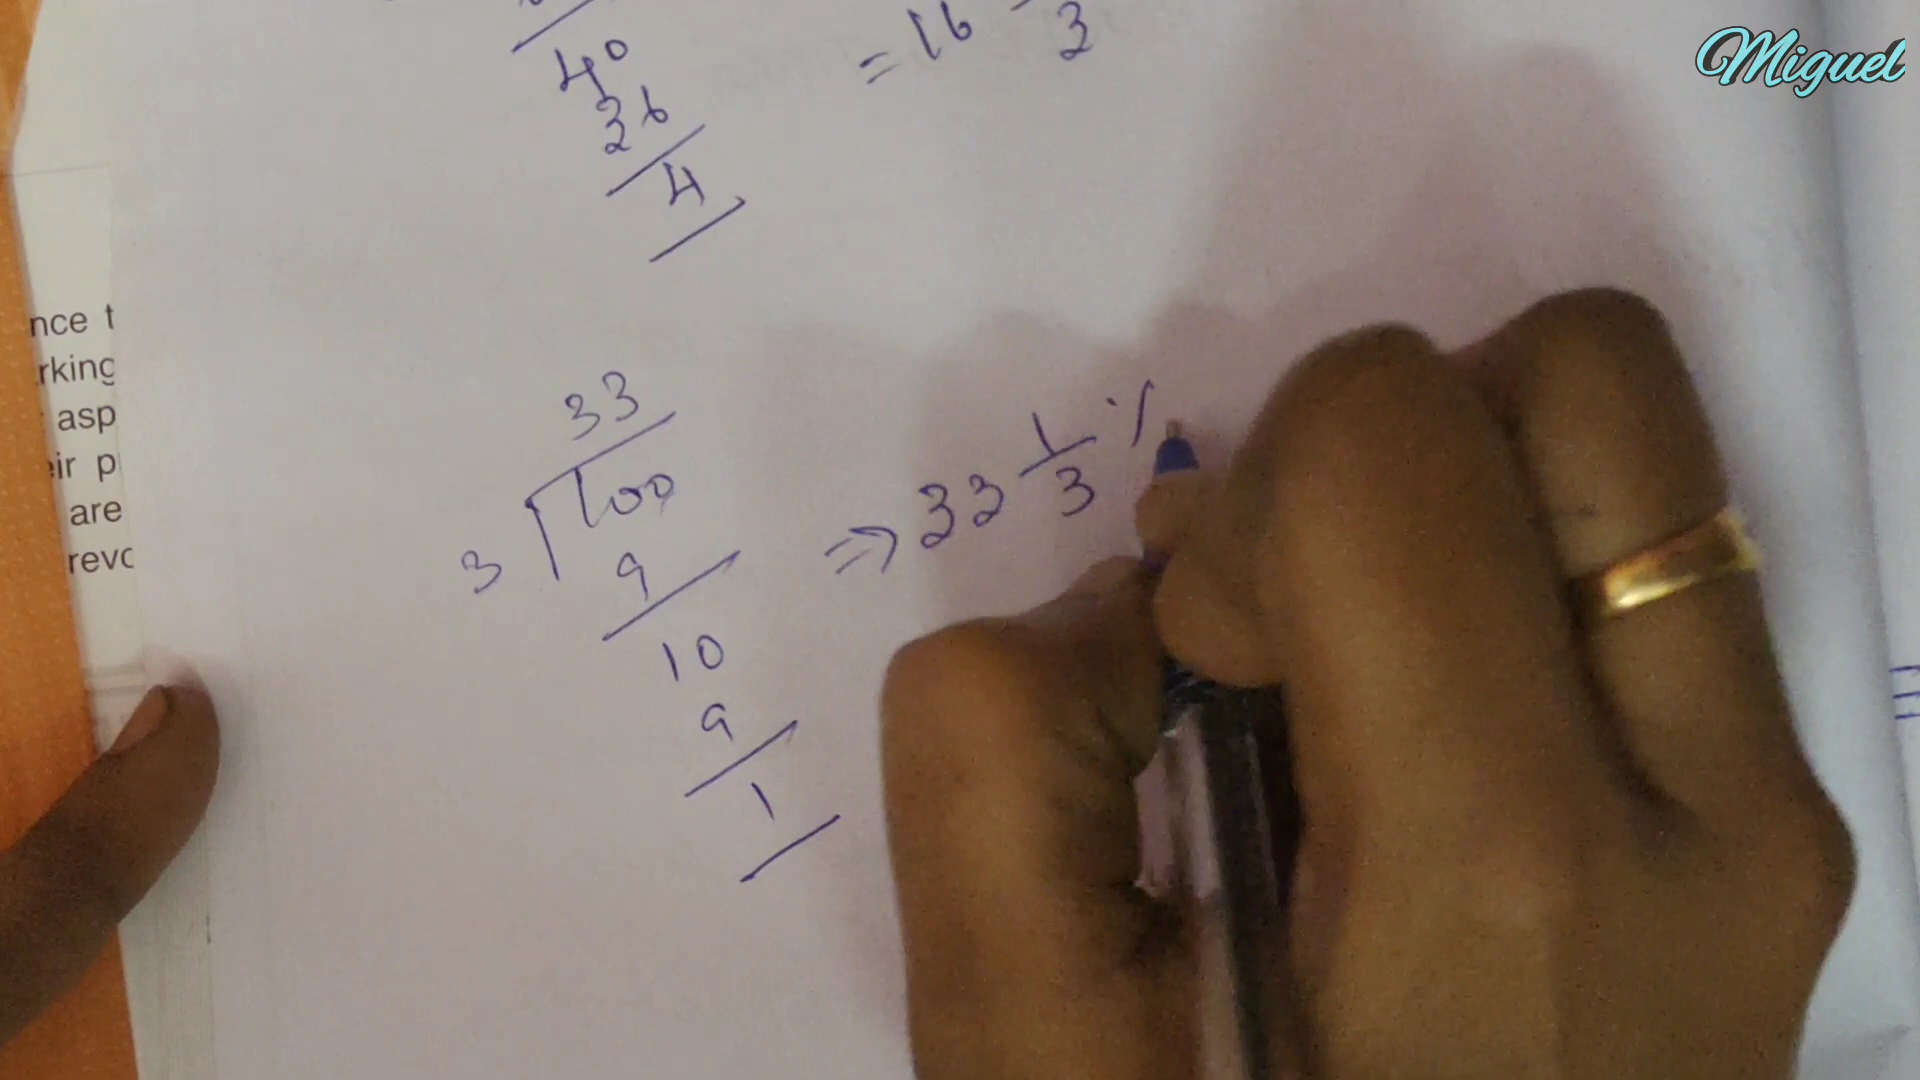 Miguel
40
36
4
= 16
3
33
3 100
9
10
9
1
⇒ 33 1/3 %
nce t
rking
asp
eir p
are
revo